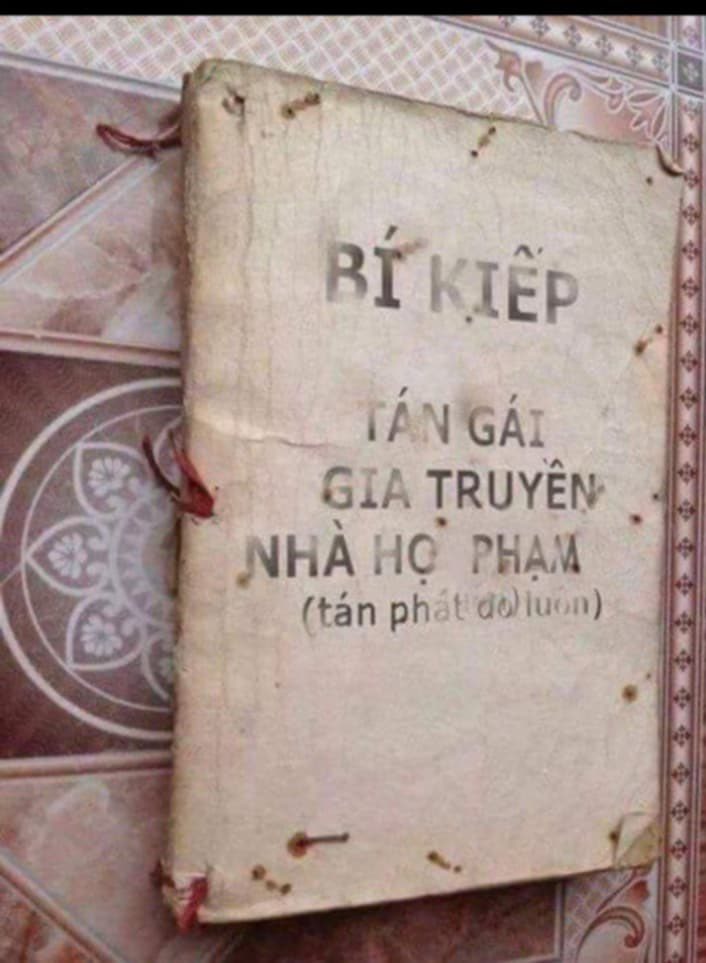 BÍ KIẾP
TÁN GÁI
GIA TRUYỀN
NHÀ HỌ PHẠM
(tán phát đổ luôn)